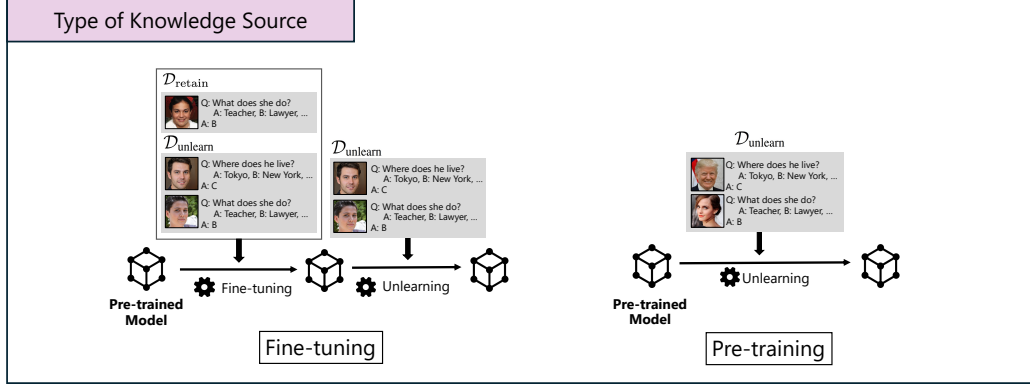 Type of Knowledge Source
𝒟retain
Q: What does she do?
A: Teacher, B: Lawyer, ...
A: B
𝒟unlearn
Q: Where does he live?
A: Tokyo, B: New York, ...
A: C
Q: What does she do?
A: Teacher, B: Lawyer, ...
A: B
𝒟unlearn
Q: Where does he live?
A: Tokyo, B: New York, ...
A: C
Q: What does she do?
A: Teacher, B: Lawyer, ...
A: B
Pre-trained
Model
Fine-tuning
Unlearning
Fine-tuning
𝒟unlearn
Q: Where does he live?
A: Tokyo, B: New York, ...
A: C
Q: What does she do?
A: Teacher, B: Lawyer, ...
A: B
Pre-trained
Model
Unlearning
Pre-training